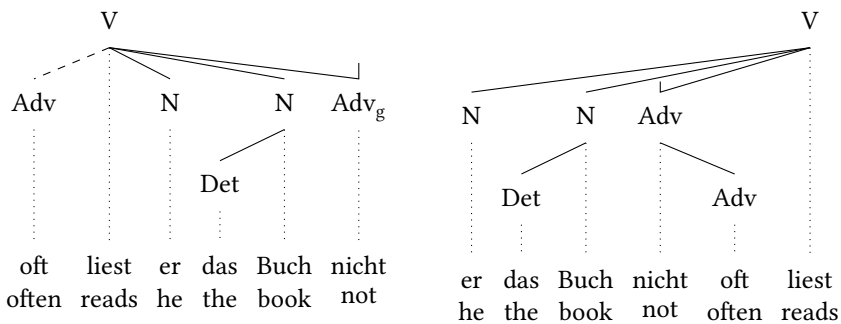 V
Adv N N Adv_g
Det
oft liest er das Buch nicht
often reads he the book not
V
N N Adv
Det Adv
er das Buch nicht oft liest
he the book not often reads